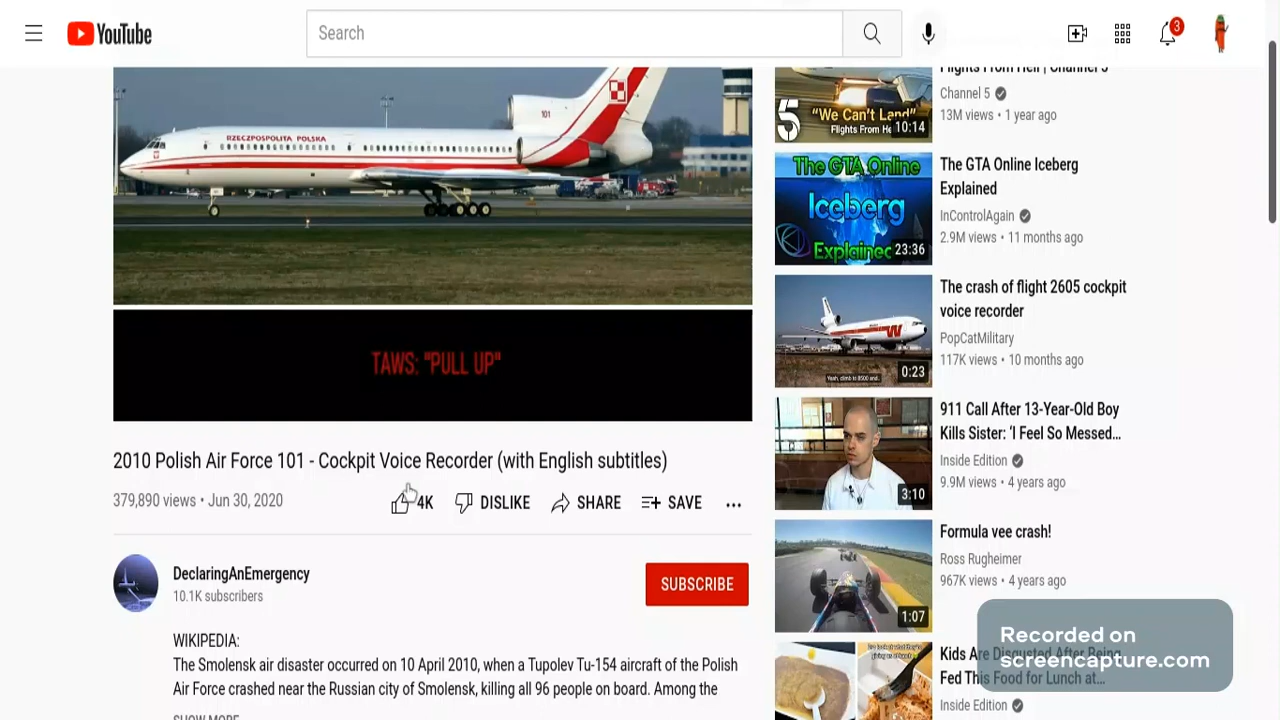 YouTube
Search
3
101
RZECZPOSPOLITA POLSKA
TAWS: "PULL UP"
2010 Polish Air Force 101 - Cockpit Voice Recorder (with English subtitles)
379,890 views • Jun 30, 2020
4K
DISLIKE
SHARE
SAVE
DeclaringAnEmergency
10.1K subscribers
SUBSCRIBE
WIKIPEDIA:
The Smolensk air disaster occurred on 10 April 2010, when a Tupolev Tu-154 aircraft of the Polish
Air Force crashed near the Russian city of Smolensk, killing all 96 people on board. Among the
SHOW MORE
5
"We Can't Land"
Flights From He
10:14
Flights From Hell | Channel 5
Channel 5
13M views • 1 year ago
The GTA Online
Iceberg
Explained
23:36
The GTA Online Iceberg
Explained
InControlAgain
2.9M views • 11 months ago
W
Yeah, climb to 8500 and..
0:23
The crash of flight 2605 cockpit
voice recorder
PopCatMilitary
117K views • 10 months ago
3:10
911 Call After 13-Year-Old Boy
Kills Sister: ‘I Feel So Messed...
Inside Edition
9.9M views • 4 years ago
1:07
Formula vee crash!
Ross Rugheimer
967K views • 4 years ago
Kids Are Disgusted After Being
Fed This Food for Lunch at...
Inside Edition
Recorded on
screencapture.com